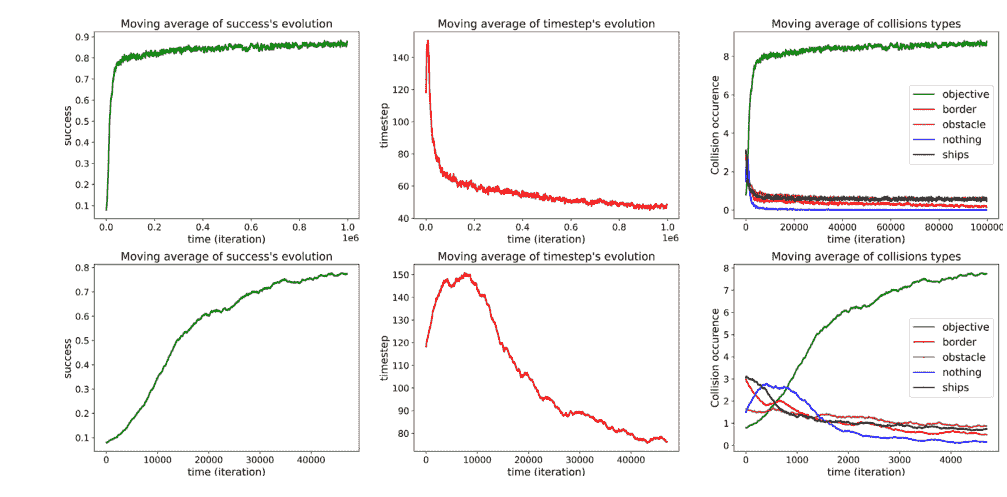 Moving average of success's evolution
0.9
0.8
0.7
0.6
0.5
0.4
0.3
0.2
0.1
success
0.0 0.2 0.4 0.6 0.8 1.0
1e6
time (iteration)
Moving average of timestep's evolution
140
120
100
80
60
40
timestep
0.0 0.2 0.4 0.6 0.8 1.0
1e6
time (iteration)
Moving average of collisions types
8
6
4
2
0
Collision occurence
objective
border
obstacle
nothing
ships
0 20000 40000 60000 80000 100000
time (iteration)
Moving average of success's evolution
0.8
0.7
0.6
0.5
0.4
0.3
0.2
0.1
success
0 10000 20000 30000 40000
time (iteration)
Moving average of timestep's evolution
150
140
130
120
110
100
90
80
timestep
0 10000 20000 30000 40000
time (iteration)
Moving average of collisions types
8
7
6
5
4
3
2
1
0
Collision occurence
objective
border
obstacle
nothing
ships
0 1000 2000 3000 4000
time (iteration)